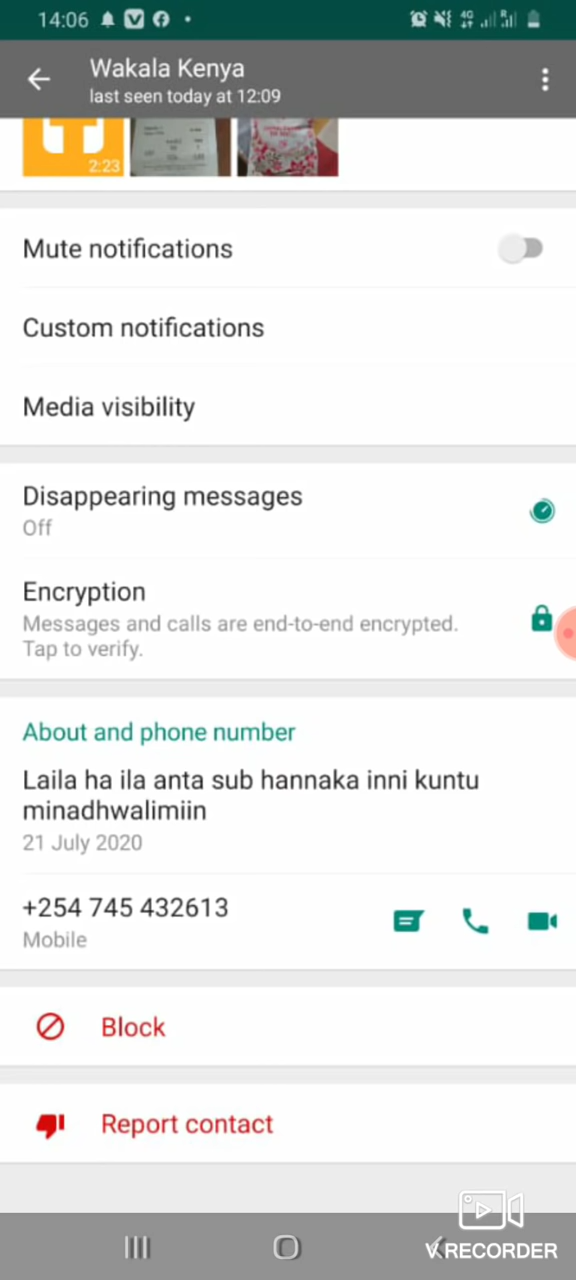 14:06
4G
R
Wakala Kenya
last seen today at 12:09
2:23
Mute notifications
Custom notifications
Media visibility
Disappearing messages
Off
Encryption
Messages and calls are end-to-end encrypted.
Tap to verify.
About and phone number
Laila ha ila anta sub hannaka inni kuntu
minadhwalimiin
21 July 2020
+254 745 432613
Mobile
Block
Report contact
V.RECORDER